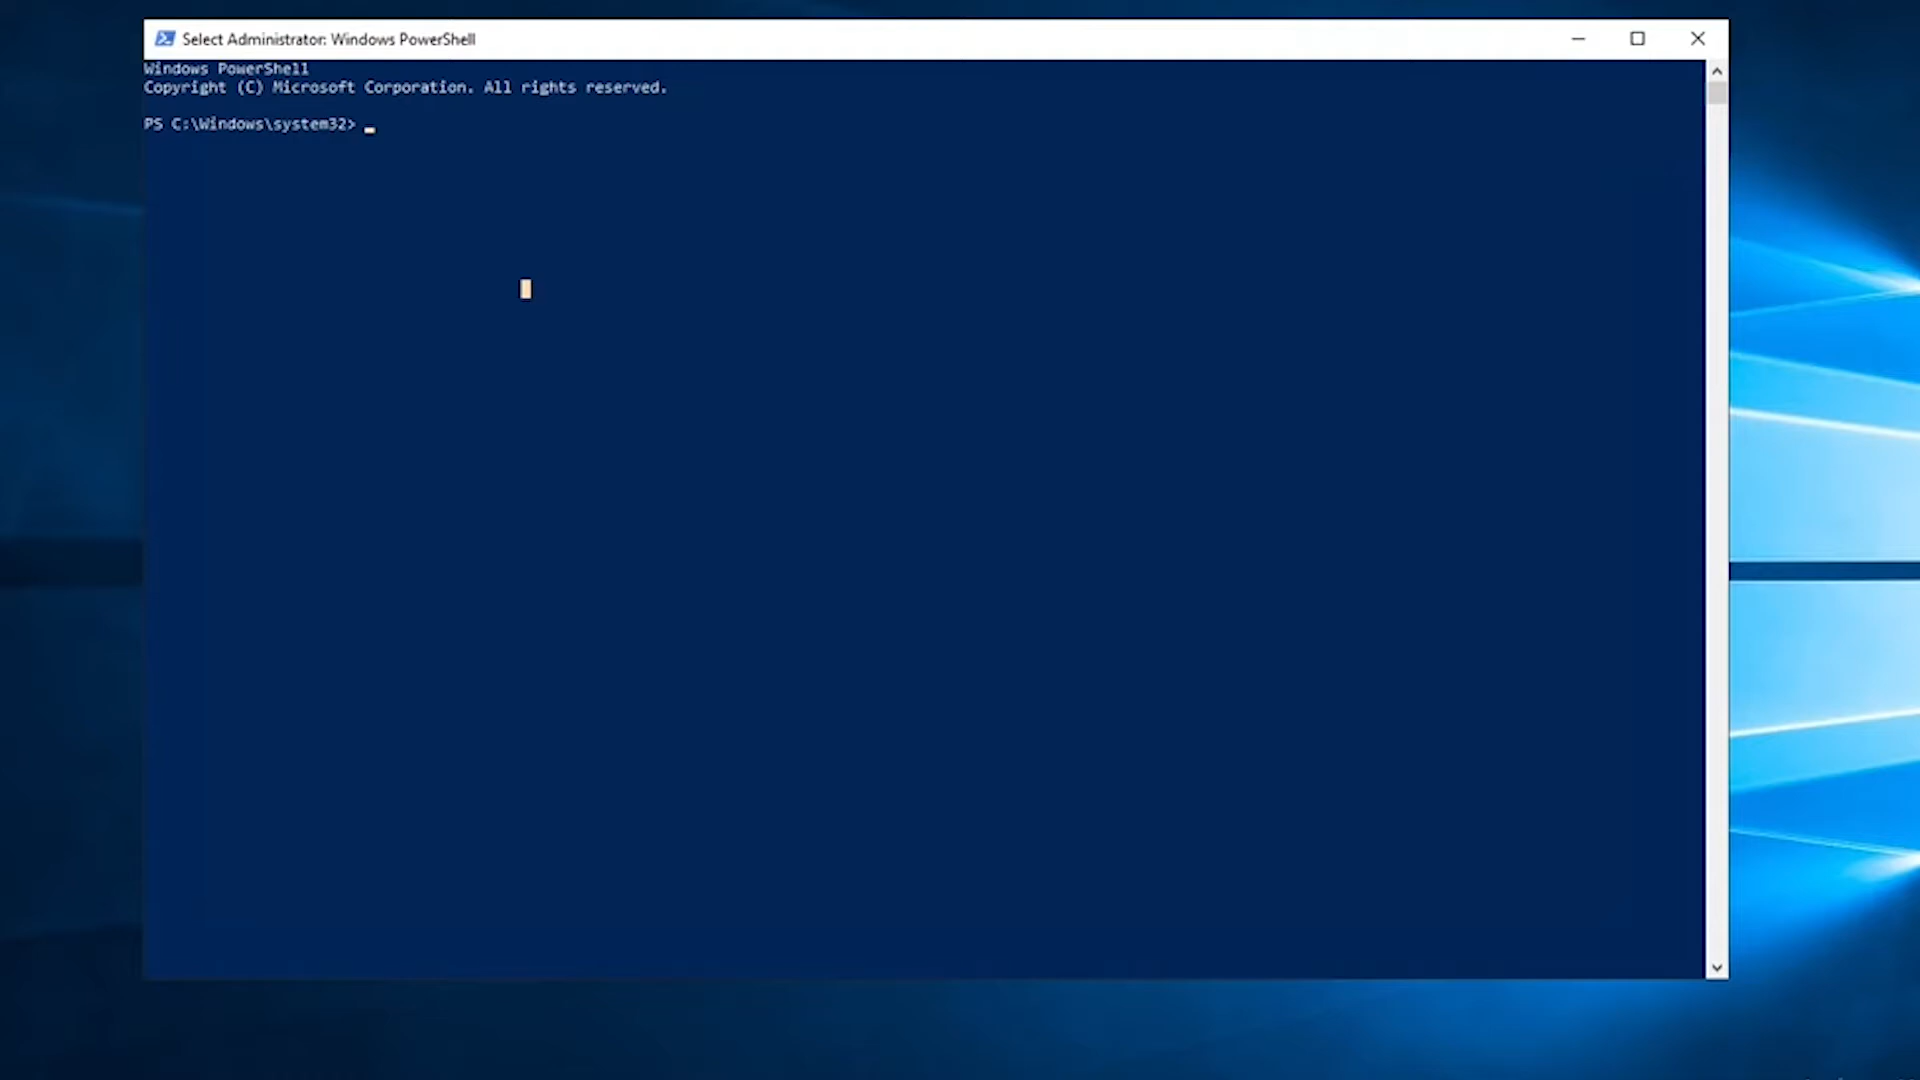 Select Administrator: Windows PowerShell
Windows PowerShell
Copyright (C) Microsoft Corporation. All rights reserved.
PS C:\Windows\system32>